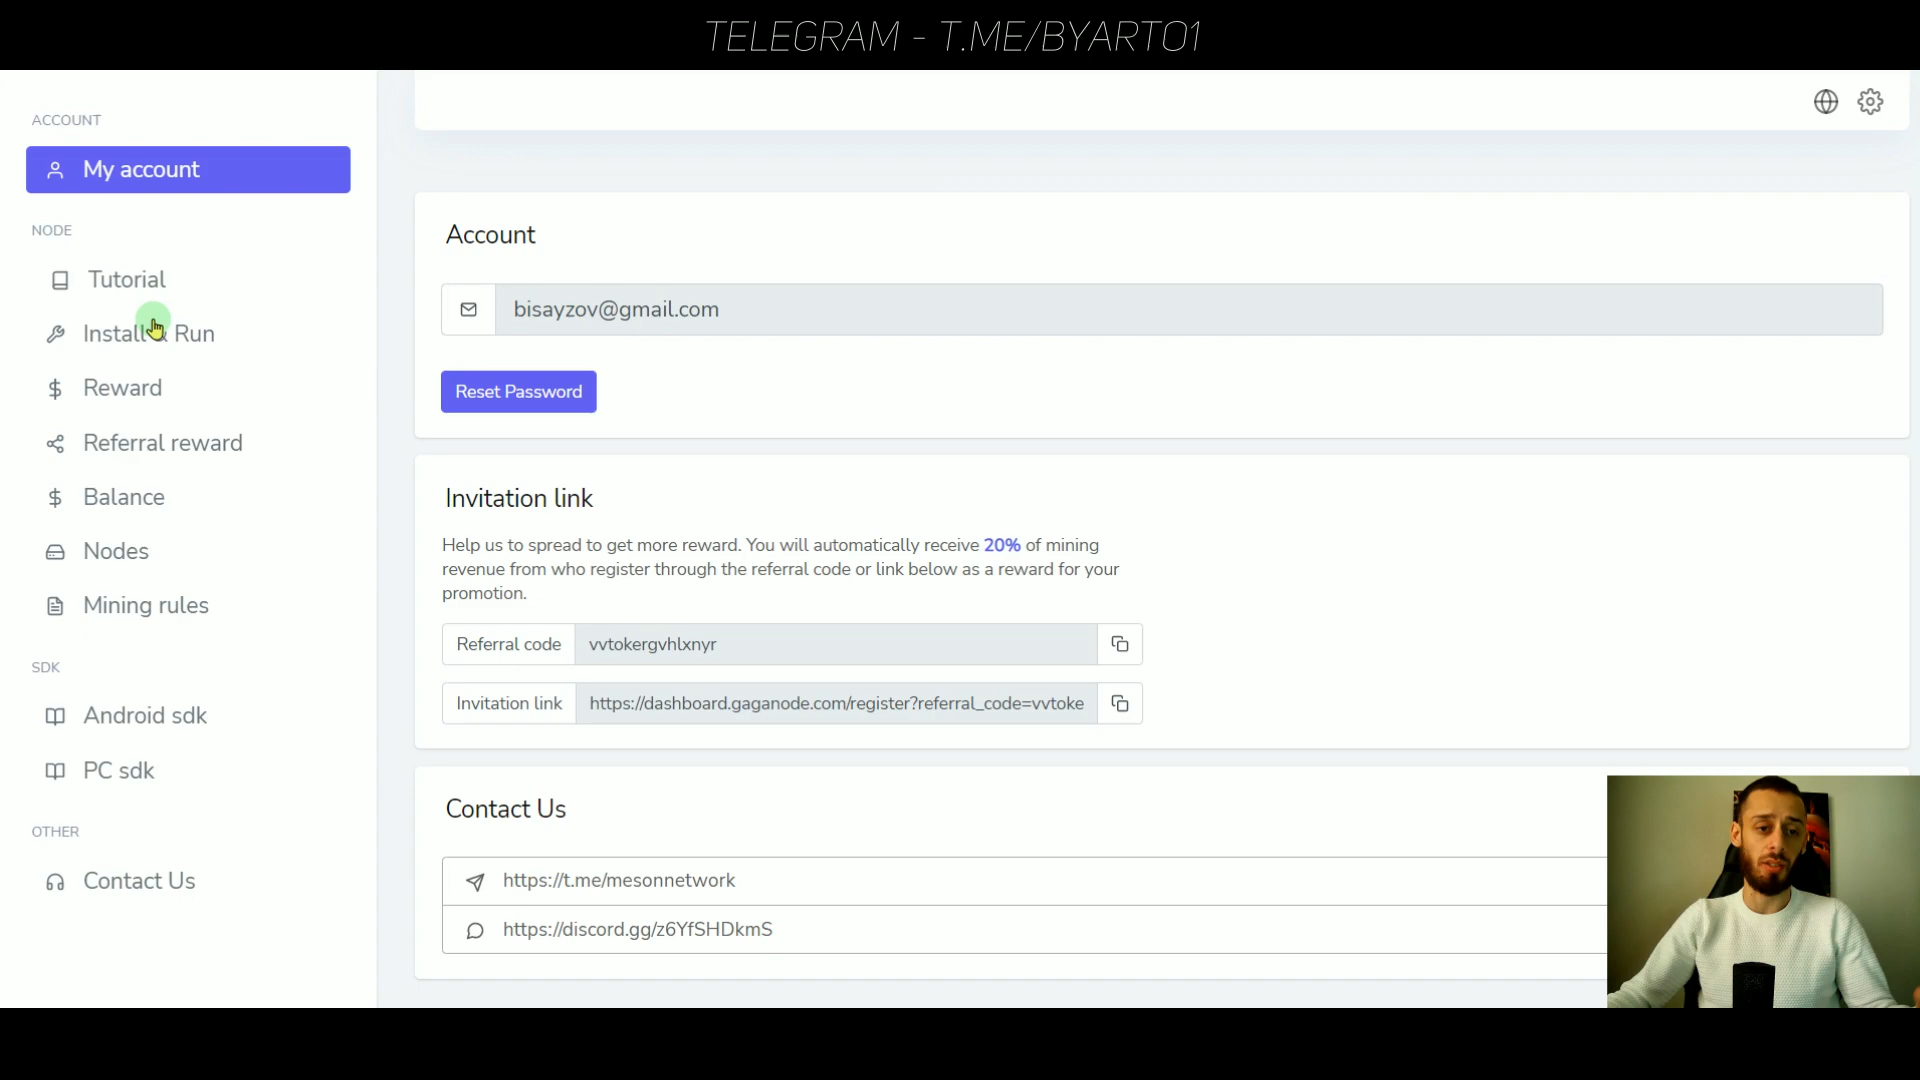 TELEGRAM - T.ME/BYARTO1
ACCOUNT
My account
NODE
Tutorial
Install & Run
Reward
Referral reward
Balance
Nodes
Mining rules
SDK
Android sdk
PC sdk
OTHER
Contact Us
Account
bisayzov@gmail.com
Reset Password
Invitation link
Help us to spread to get more reward. You will automatically receive 20% of mining
revenue from who register through the referral code or link below as a reward for your
promotion.
Referral code vvtokergvhlxnyr
Invitation link https://dashboard.gaganode.com/register?referral_code=vvtoke
Contact Us
https://t.me/mesonnetwork
https://discord.gg/z6YfSHDkmS